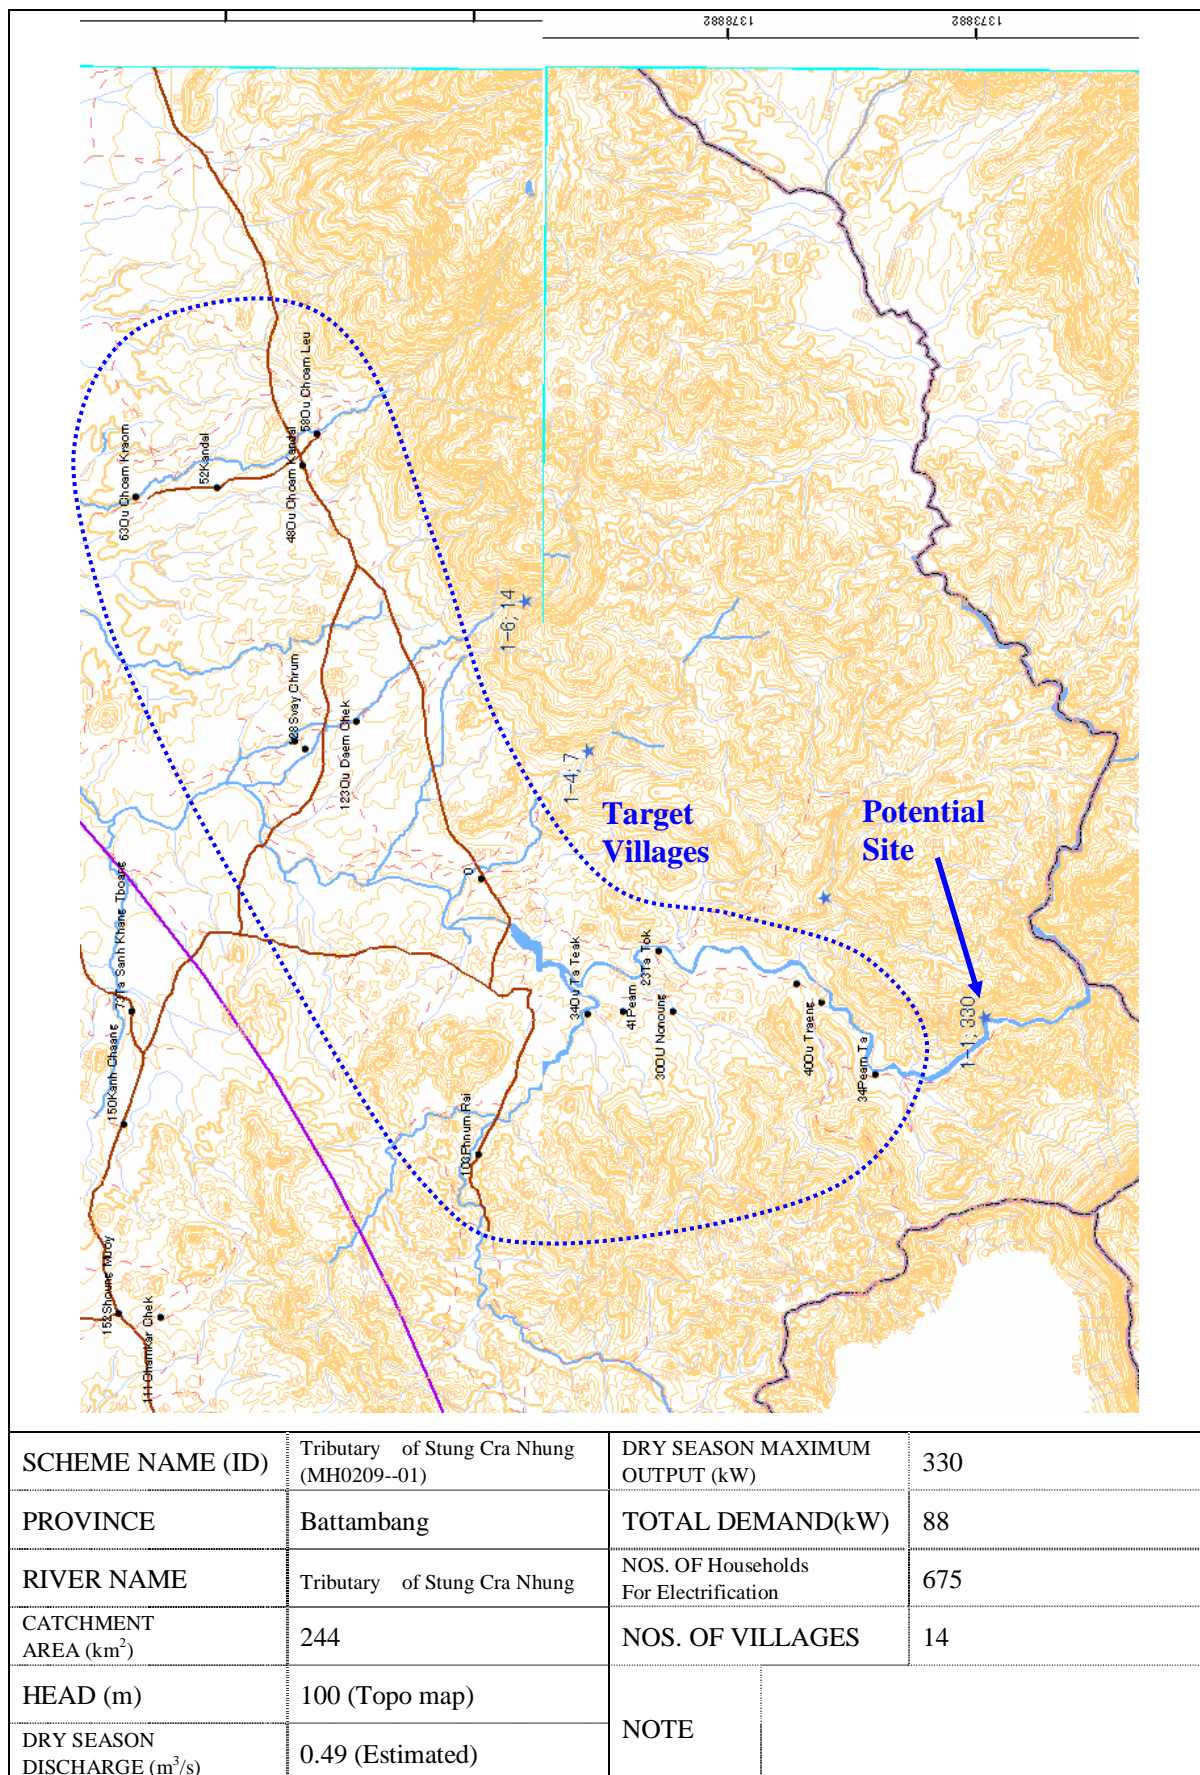 1378882
1373882
63Ou Choam Kraom
52Kandal
48Ou Choam Kandal
58Ou Choam Leu
1-6; 14
128Svay Chrum
123Ou Daem Chek
1-4; 7
Target
Villages
Potential
Site
73Ta Sanh Khang Tboang
0
34Ou Ta Teak
41Peam
23Ta Tok
30OU Nonoung
40Ou Traeng
34Peam Ta
1-1; 330
150Kanh Chaang
103Phnum Rai
152Shoung Muoy
111Chamkar Chek
SCHEME NAME (ID)
Tributary of Stung Cra Nhung
(MH0209--01)
DRY SEASON MAXIMUM
OUTPUT (kW)
330
PROVINCE
Battambang
TOTAL DEMAND(kW)
88
RIVER NAME
Tributary of Stung Cra Nhung
NOS. OF Households
For Electrification
675
CATCHMENT
AREA (km²)
244
NOS. OF VILLAGES
14
HEAD (m)
100 (Topo map)
NOTE
DRY SEASON
DISCHARGE (m³/s)
0.49 (Estimated)